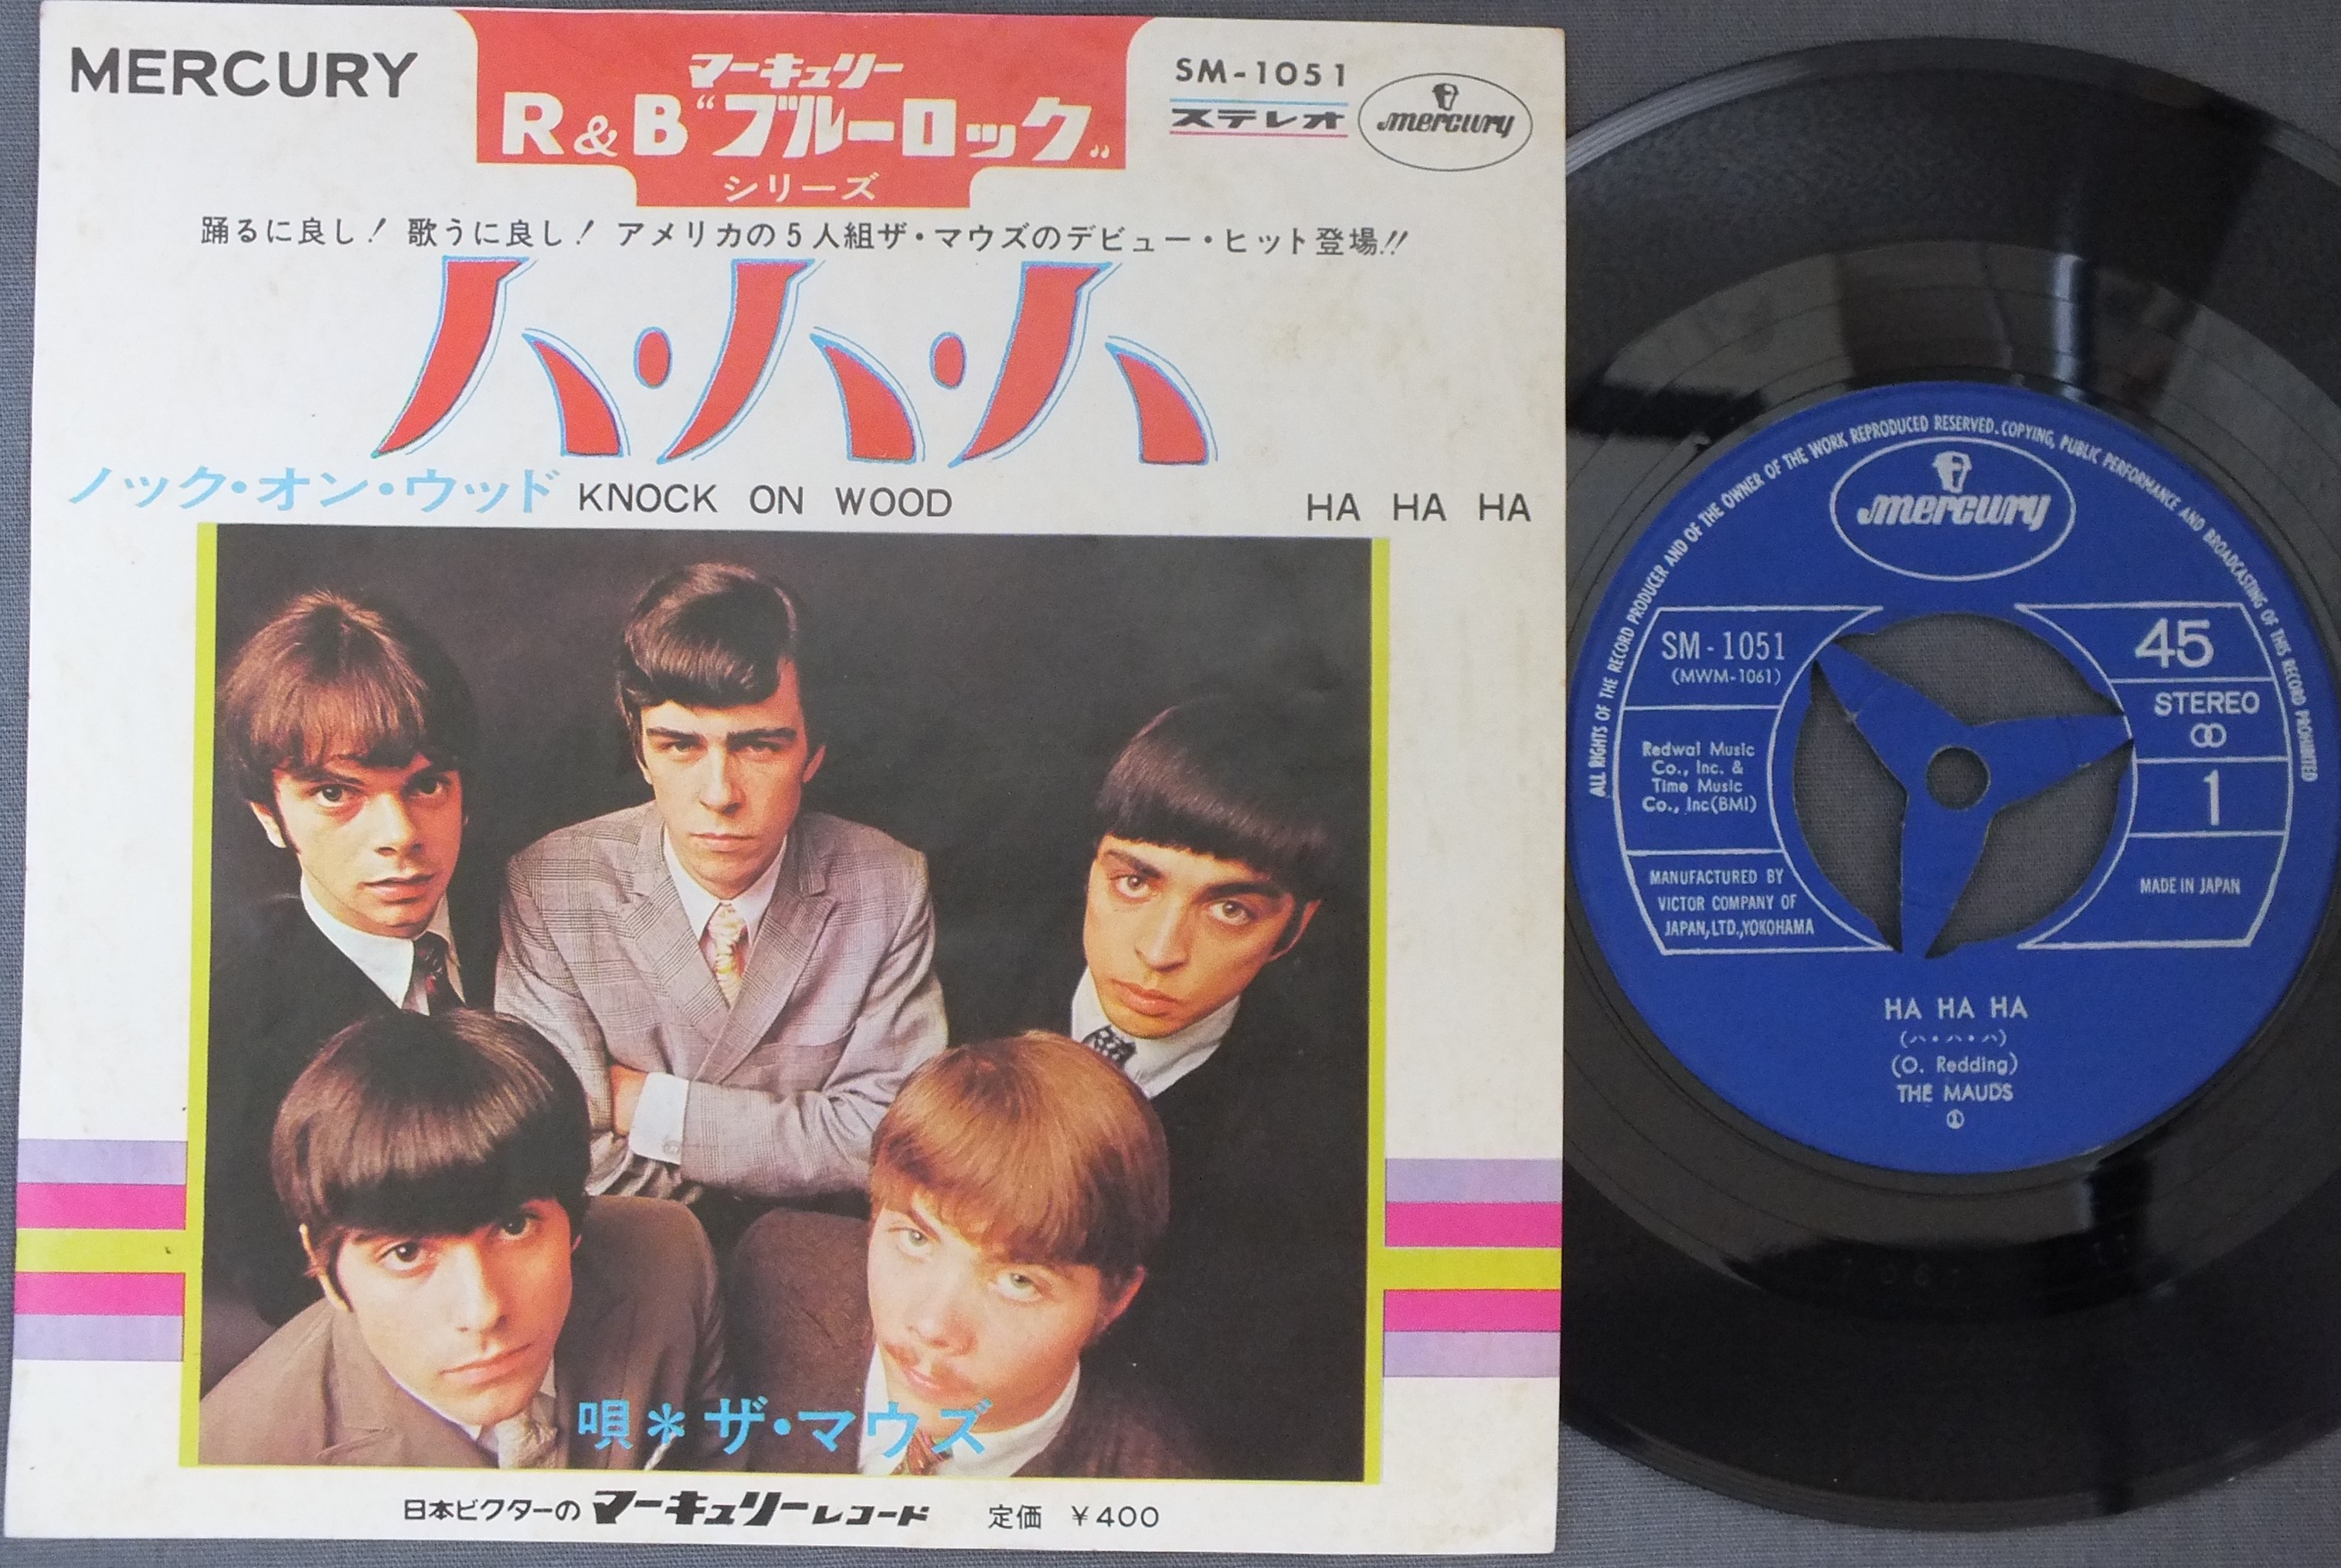 MERCURY
マーキュリー
R&B“ブルーロック„
シリーズ
SM-1051
ステレオ
mercury
踊るに良し! 歌うに良し! アメリカの5人組ザ・マウズのデビュー・ヒット登場!!
ハ・ハ・ハ
ノック・オン・ウッド KNOCK ON WOOD
HA HA HA
唄*ザ・マウズ
日本ビクターの マーキュリーレコード 定価 ¥400
ALL RIGHTS OF THE RECORD PRODUCER AND OF THE OWNER OF THE WORK REPRODUCED RESERVED. COPYING, PUBLIC PERFORMANCE AND BROADCASTING OF THIS RECORD PROHIBITED
mercury
SM-1051
(MWM-1061)
Redwal Music
Co., Inc. &
Time Music
Co., Inc(BMI)
MANUFACTURED BY
VICTOR COMPANY OF
JAPAN, LTD., YOKOHAMA
45
STEREO
1
MADE IN JAPAN
HA HA HA
(ハ・ハ・ハ)
(O. Redding)
THE MAUDS